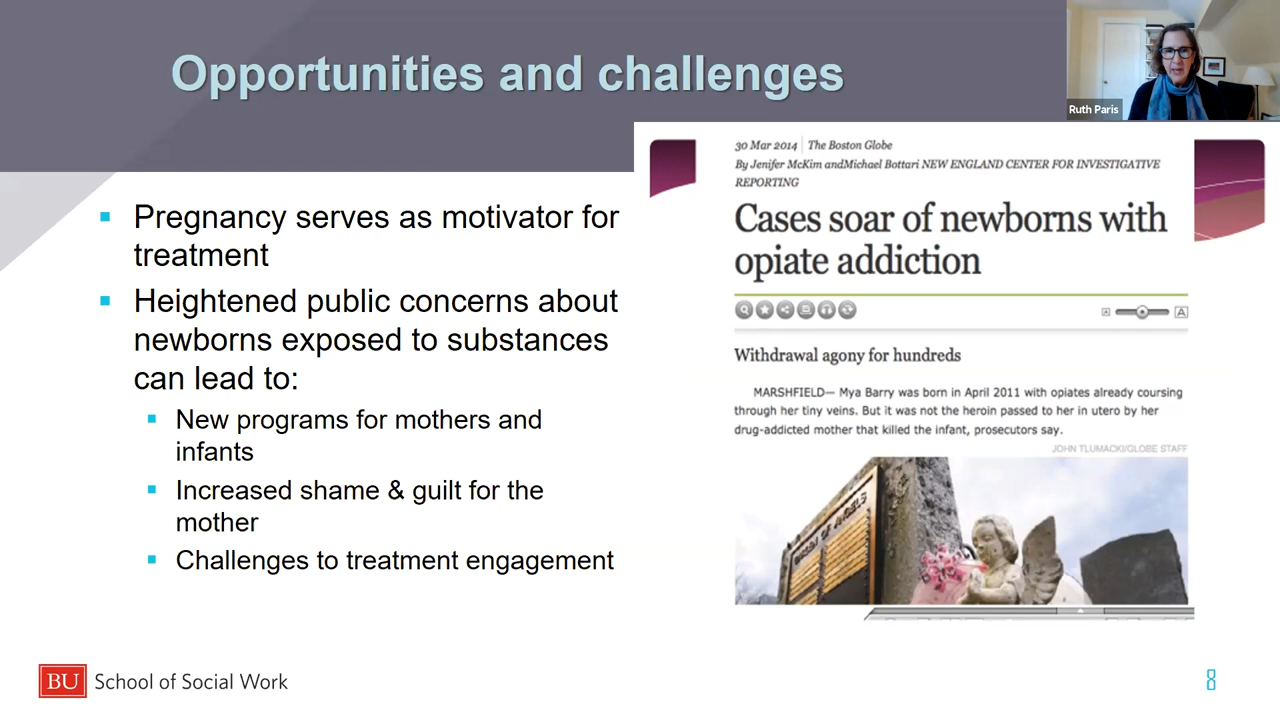 Opportunities and challenges
Ruth Paris
Pregnancy serves as motivator for
treatment
Heightened public concerns about
newborns exposed to substances
can lead to:
New programs for mothers and
infants
Increased shame & guilt for the
mother
Challenges to treatment engagement
30 Mar 2014 | The Boston Globe
By Jenifer McKim andMichael Bottari NEW ENGLAND CENTER FOR INVESTIGATIVE
REPORTING
Cases soar of newborns with
opiate addiction
A A
Withdrawal agony for hundreds
MARSHFIELD— Mya Barry was born in April 2011 with opiates already coursing
through her tiny veins. But it was not the heroin passed to her in utero by her
drug-addicted mother that killed the infant, prosecutors say.
JOHN TLUMACKI/GLOBE STAFF
BU School of Social Work
8